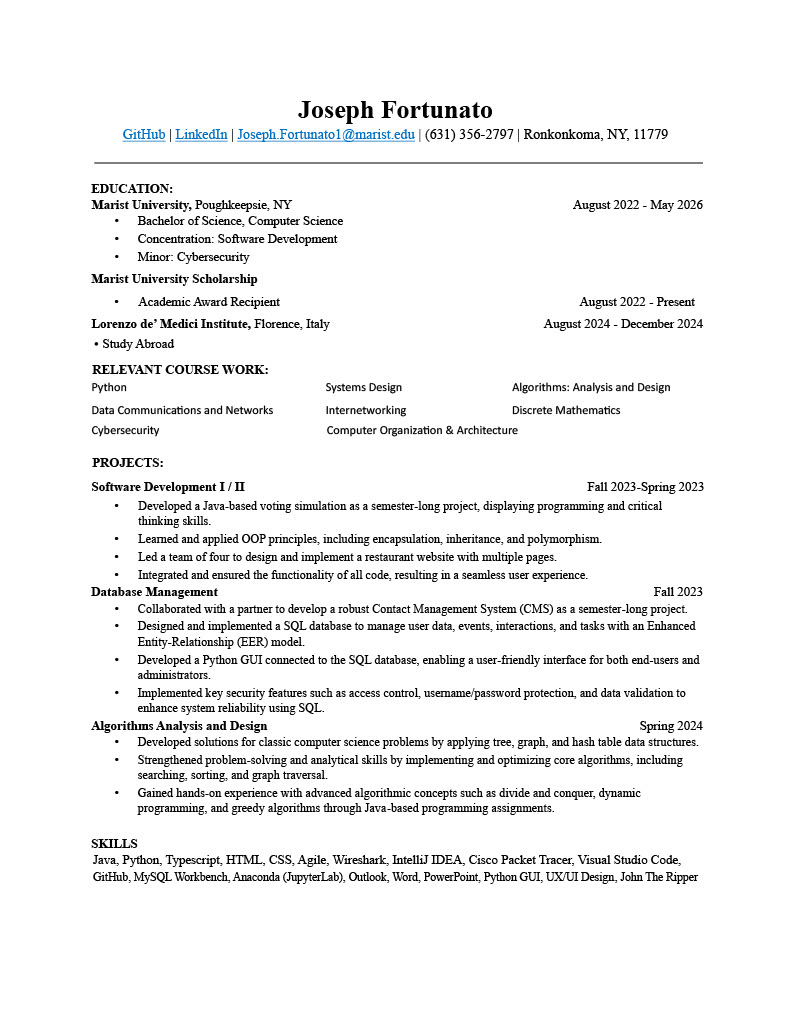 Joseph Fortunato
GitHub | LinkedIn | Joseph.Fortunato1@marist.edu | (631) 356-2797 | Ronkonkoma, NY, 11779
EDUCATION:
Marist University, Poughkeepsie, NY August 2022 - May 2026
• Bachelor of Science, Computer Science
• Concentration: Software Development
• Minor: Cybersecurity
Marist University Scholarship
• Academic Award Recipient August 2022 - Present
Lorenzo de’ Medici Institute, Florence, Italy August 2024 - December 2024
• Study Abroad
RELEVANT COURSE WORK:
Python Systems Design Algorithms: Analysis and Design
Data Communications and Networks Internetworking Discrete Mathematics
Cybersecurity Computer Organization & Architecture
PROJECTS:
Software Development I / II Fall 2023-Spring 2023
• Developed a Java-based voting simulation as a semester-long project, displaying programming and critical
thinking skills.
• Learned and applied OOP principles, including encapsulation, inheritance, and polymorphism.
• Led a team of four to design and implement a restaurant website with multiple pages.
• Integrated and ensured the functionality of all code, resulting in a seamless user experience.
Database Management Fall 2023
• Collaborated with a partner to develop a robust Contact Management System (CMS) as a semester-long project.
• Designed and implemented a SQL database to manage user data, events, interactions, and tasks with an Enhanced
Entity-Relationship (EER) model.
• Developed a Python GUI connected to the SQL database, enabling a user-friendly interface for both end-users and
administrators.
• Implemented key security features such as access control, username/password protection, and data validation to
enhance system reliability using SQL.
Algorithms Analysis and Design Spring 2024
• Developed solutions for classic computer science problems by applying tree, graph, and hash table data structures.
• Strengthened problem-solving and analytical skills by implementing and optimizing core algorithms, including
searching, sorting, and graph traversal.
• Gained hands-on experience with advanced algorithmic concepts such as divide and conquer, dynamic
programming, and greedy algorithms through Java-based programming assignments.
SKILLS
Java, Python, Typescript, HTML, CSS, Agile, Wireshark, IntelliJ IDEA, Cisco Packet Tracer, Visual Studio Code,
GitHub, MySQL Workbench, Anaconda (JupyterLab), Outlook, Word, PowerPoint, Python GUI, UX/UI Design, John The Ripper